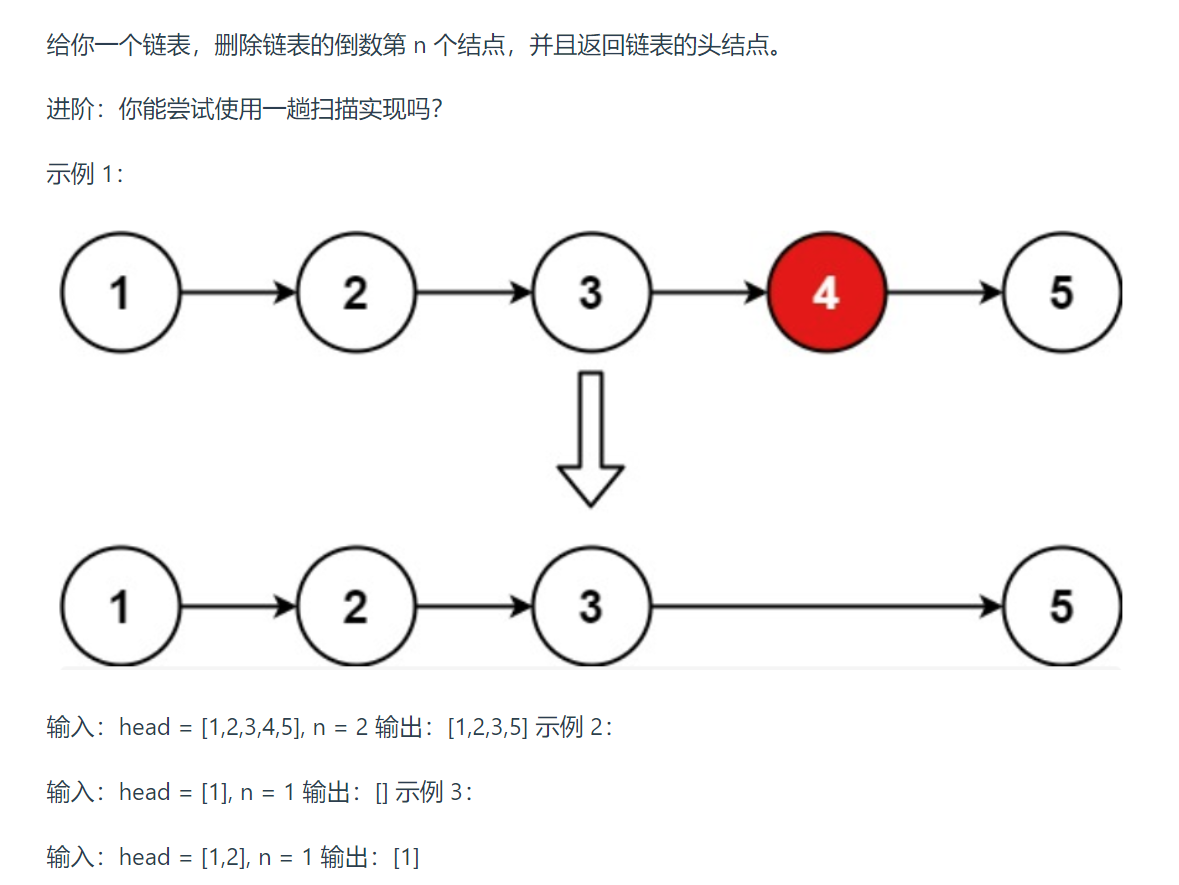 给你一个链表，删除链表的倒数第 n 个结点，并且返回链表的头结点。
进阶：你能尝试使用一趟扫描实现吗？
示例 1：
1 2 3 4 5
1 2 3 5
输入：head = [1,2,3,4,5], n = 2 输出：[1,2,3,5] 示例 2：
输入：head = [1], n = 1 输出：[] 示例 3：
输入：head = [1,2], n = 1 输出：[1]